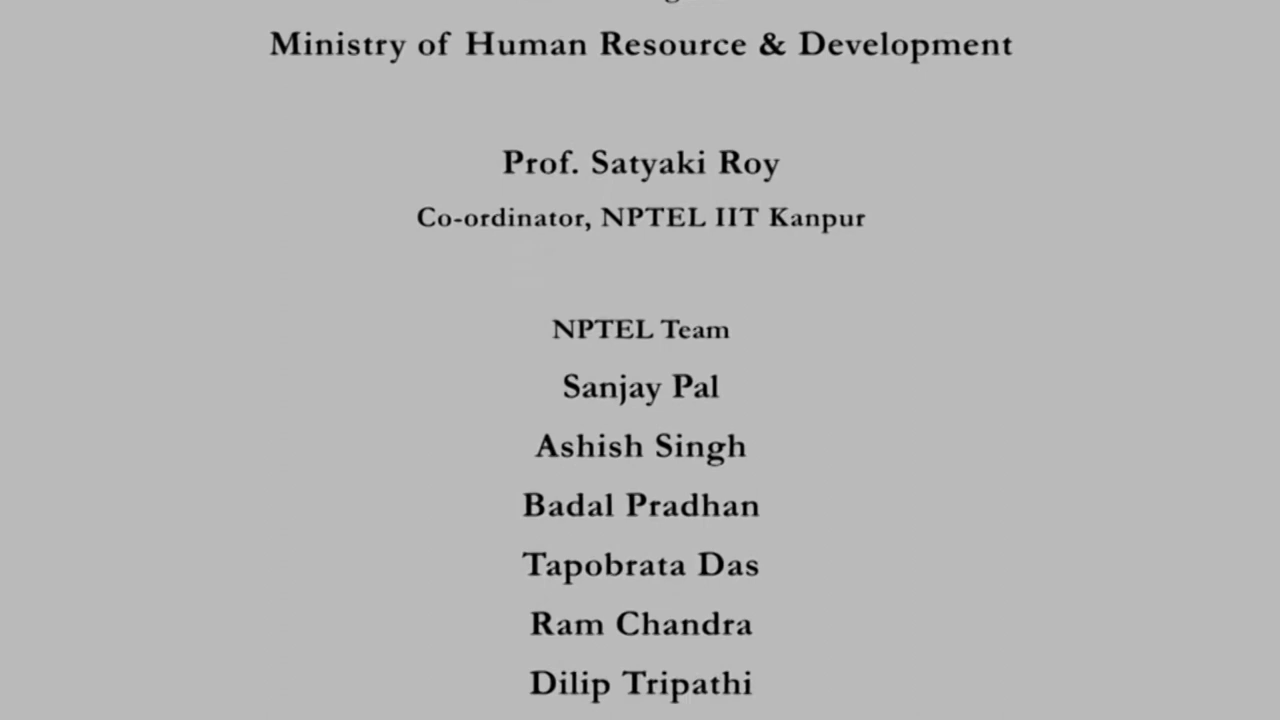 Ministry of Human Resource & Development
Prof. Satyaki Roy
Co-ordinator, NPTEL IIT Kanpur
NPTEL Team
Sanjay Pal
Ashish Singh
Badal Pradhan
Tapobrata Das
Ram Chandra
Dilip Tripathi